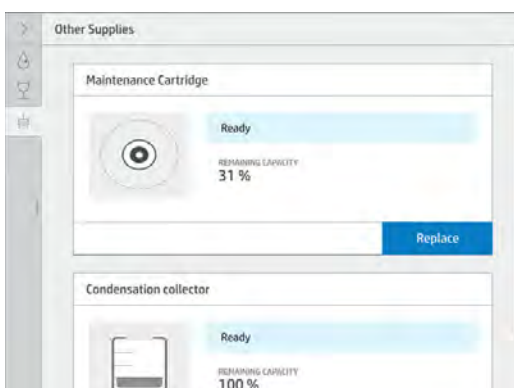 Other Supplies
Maintenance Cartridge
Ready
REMAINING CAPACITY
31 %
Replace
Condensation collector
Ready
REMAINING CAPACITY
100 %